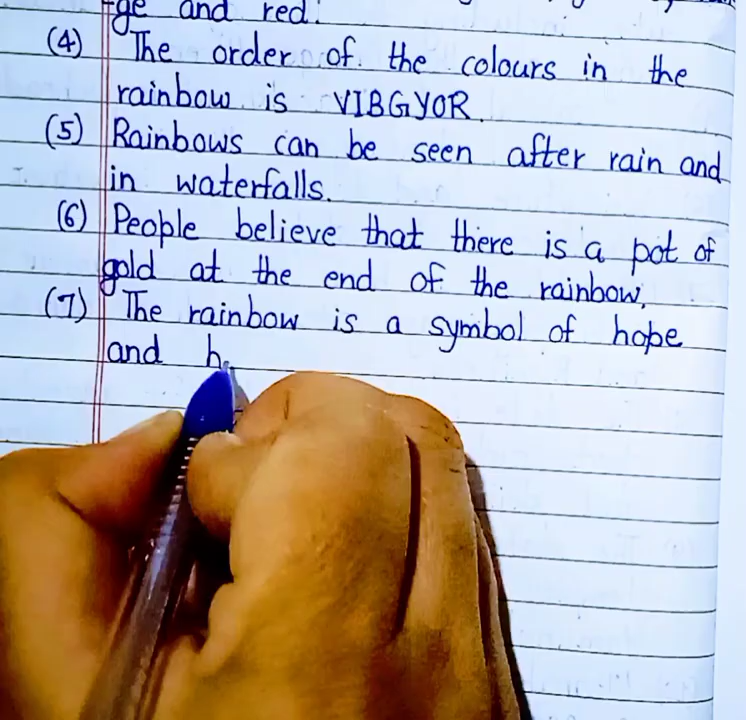 ge and red.
(4) The order of the colours in the
rainbow is VIBGYOR.
(5) Rainbows can be seen after rain and
in waterfalls.
(6) People believe that there is a pot of
gold at the end of the rainbow,
(7) The rainbow is a symbol of hope
and h